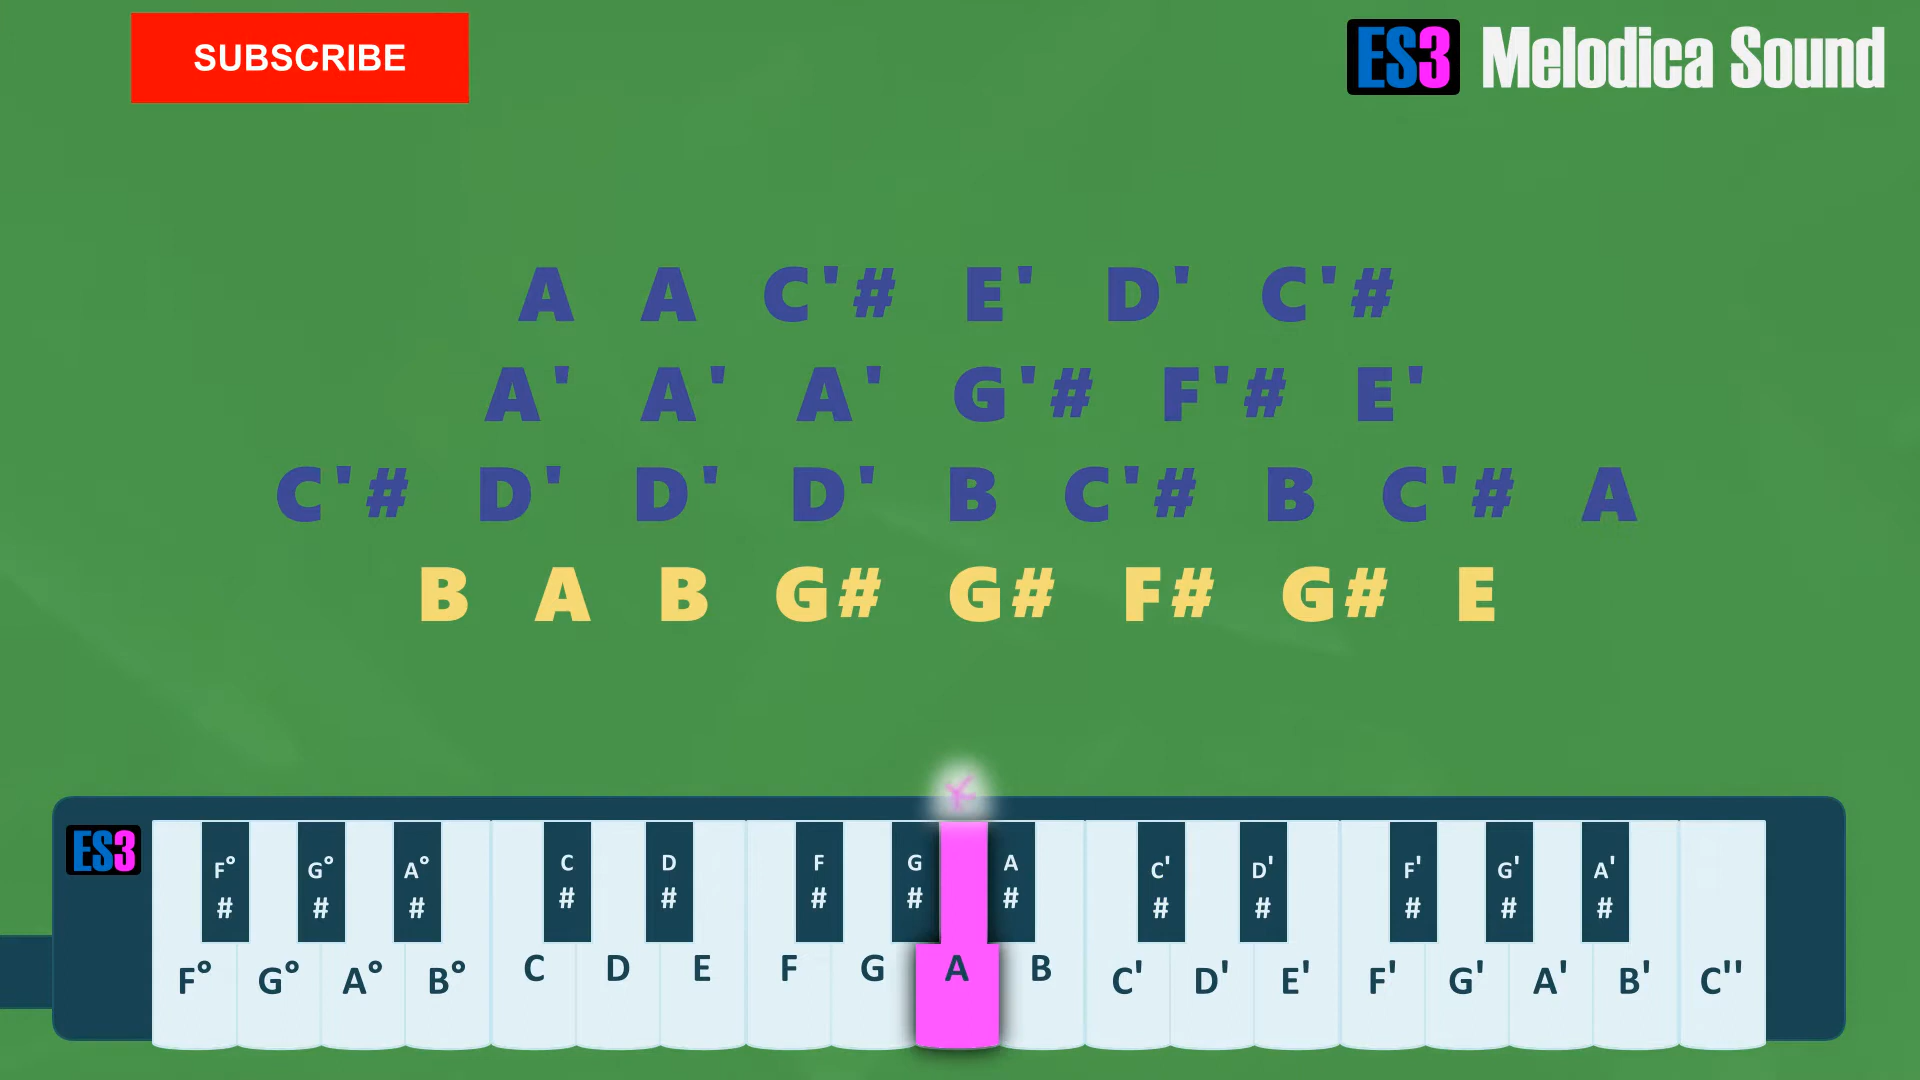 SUBSCRIBE
ES3 Melodica Sound
A A C'# E' D' C'#
A' A' A' G'# F'# E'
C'# D' D' D' B C'# B C'# A
B A B G# G# F# G# E
ES3
F° # G° # A° # C # D # F # G # A # C' # D' # F' # G' # A' #
F° G° A° B° C D E F G A B C' D' E' F' G' A' B' C''